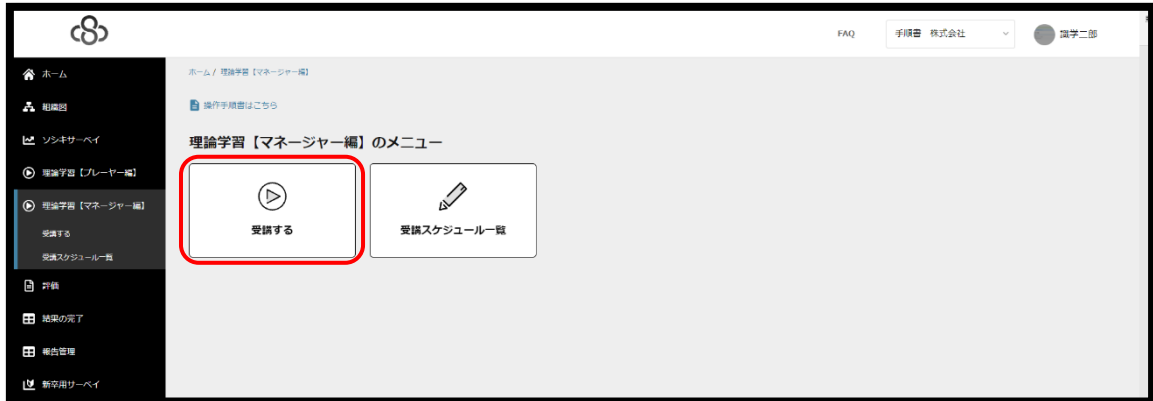 FAQ
手順書 株式会社
識学二郎
ホーム
組織図
ソシキサーベイ
理論学習【プレーヤー編】
理論学習【マネージャー編】
受講する
受講スケジュール一覧
評価
結果の完了
報告管理
新卒用サーベイ
ホーム / 理論学習【マネージャー編】
操作手順書はこちら
理論学習【マネージャー編】のメニュー
受講する
受講スケジュール一覧